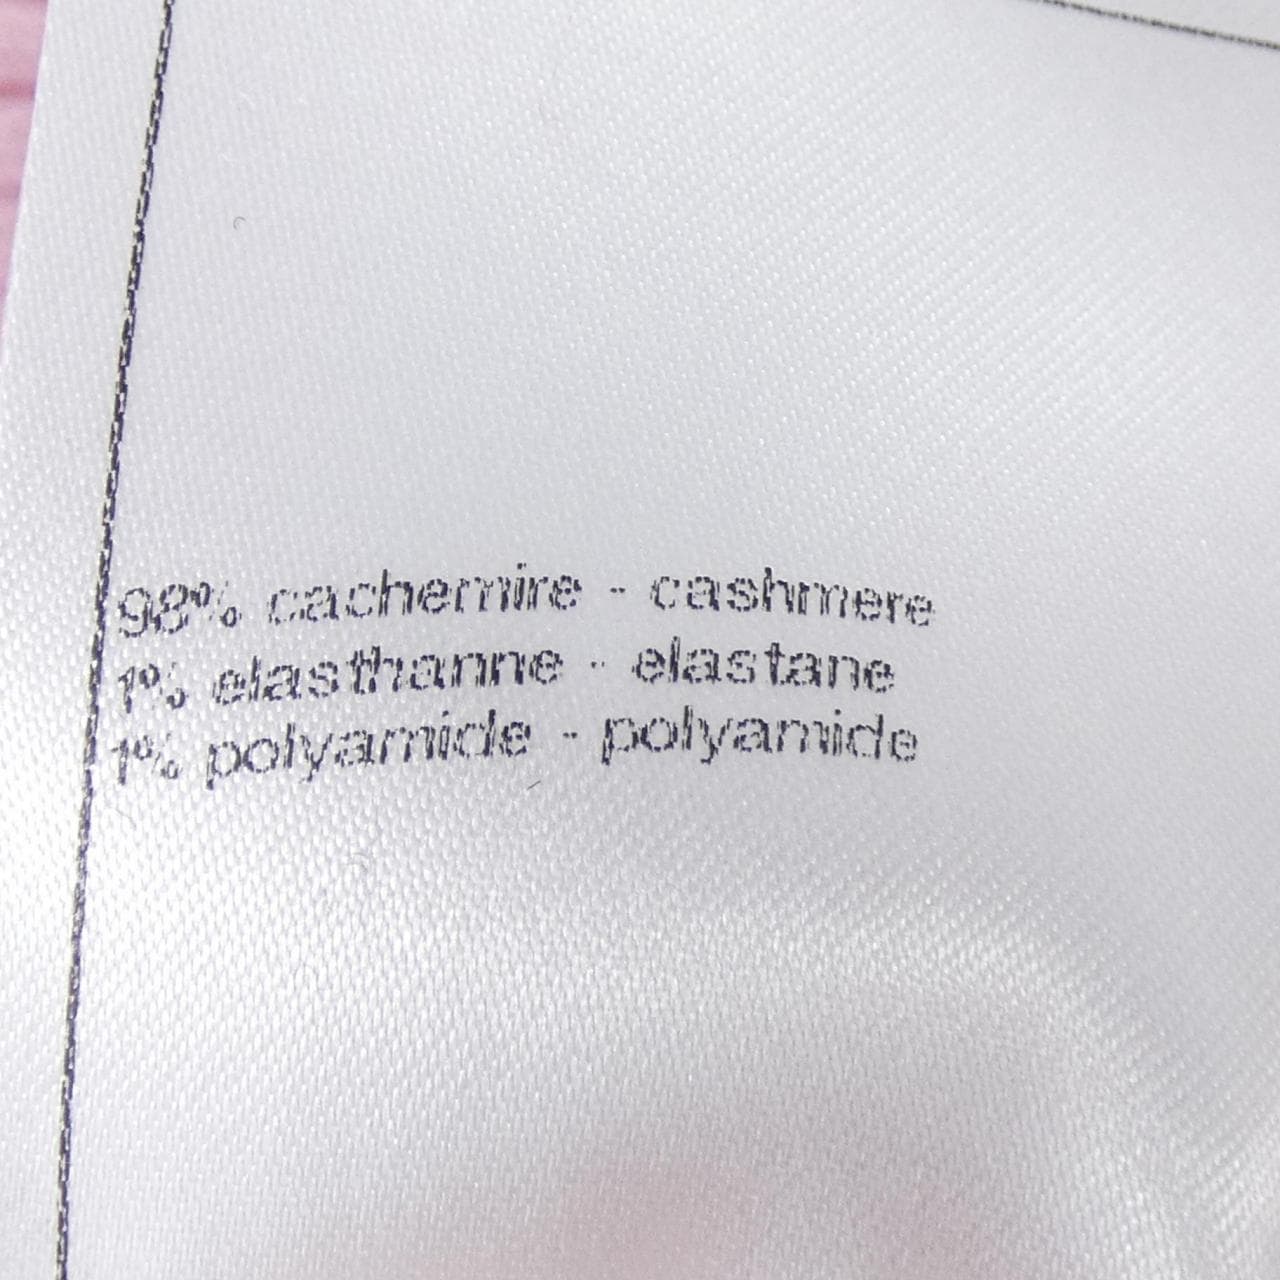 98% cachemire - cashmere
1% elasthanne - elastane
1% polyamide - polyamide